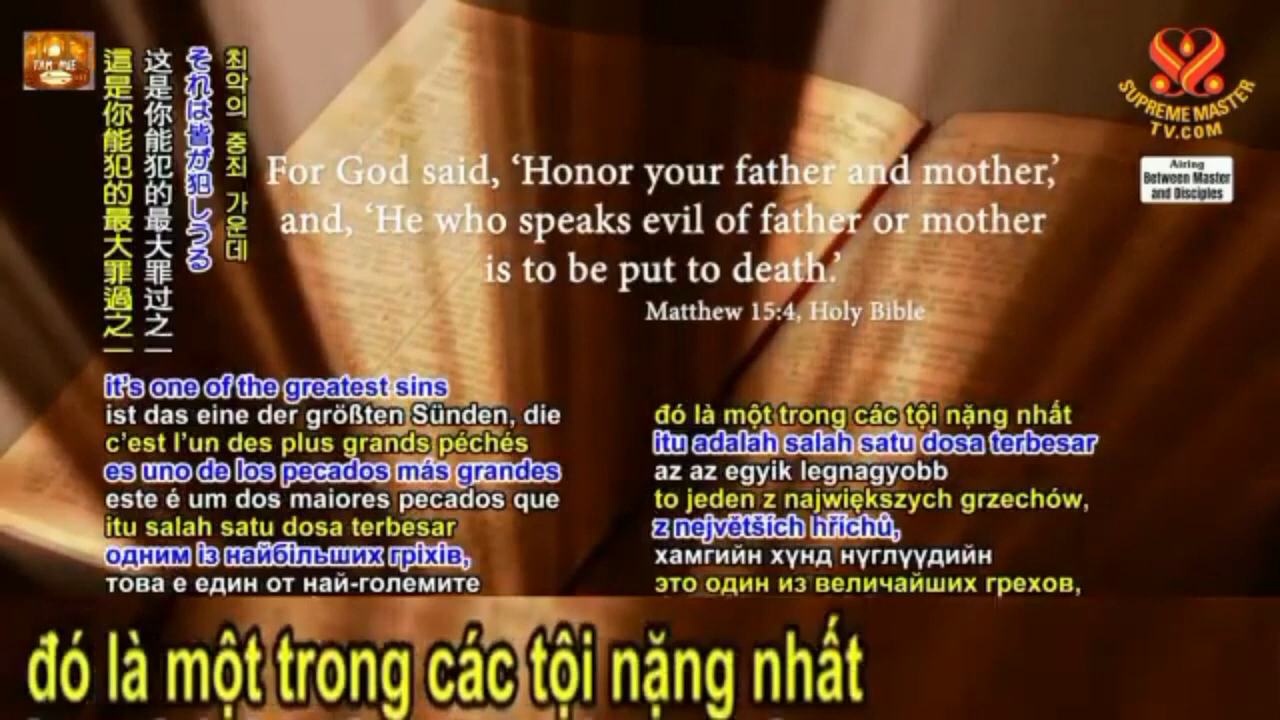 TAM MIE
這是你能犯的最大罪過之一
这是你能犯的最大罪过之一
それは皆が犯しうる
최악의 중죄 가운데
SUPREME MASTER
TV.COM
Airing
Between Master
and Disciples
For God said, ‘Honor your father and mother,’
and, ‘He who speaks evil of father or mother
is to be put to death.’
Matthew 15:4, Holy Bible
it's one of the greatest sins
ist das eine der größten Sünden, die
c’est l’un des plus grands péchés
es uno de los pecados más grandes
este é um dos maiores pecados que
itu salah satu dosa terbesar
одним із найбільших гріхів,
това е един от най-големите
đó là một trong các tội nặng nhất
itu adalah salah satu dosa terbesar
az az egyik legnagyobb
to jeden z największych grzechów,
z největších hříchů,
хамгийн хүнд нүглүүдийн
это один из величайших грехов,
đó là một trong các tội nặng nhất